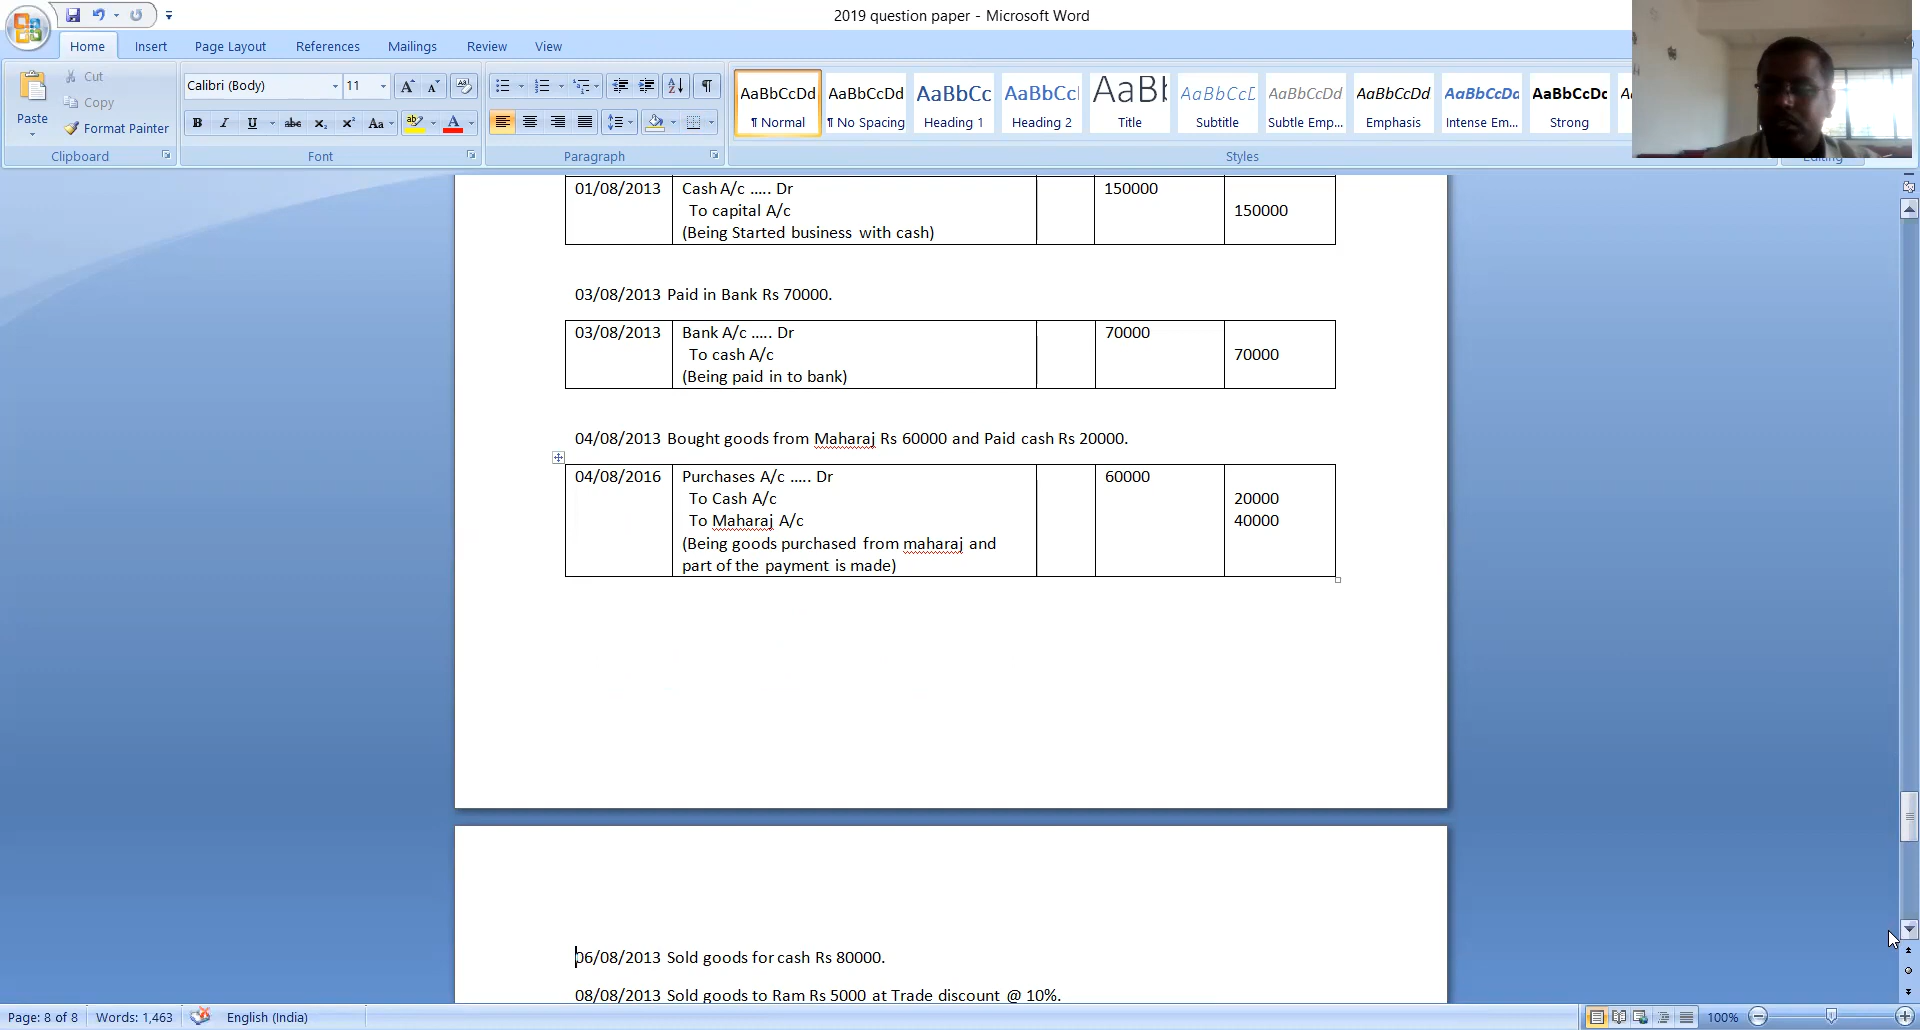 2019 question paper - Microsoft Word
Home Insert Page Layout References Mailings Review View
Paste
Cut
Copy
Format Painter
Clipboard
Calibri (Body) 11
Font
Paragraph
AaBbCcDd AaBbCcDd AaBbCc AaBbCc AaB AaBbCcD AaBbCcDd AaBbCcDd AaBbCcDd AaBbCcDd
¶ Normal ¶ No Spacing Heading 1 Heading 2 Title Subtitle Subtle Emp... Emphasis Intense Em... Strong
Styles
Editing
01/08/2013 Cash A/c ..... Dr 150000
To capital A/c 150000
(Being Started business with cash)
03/08/2013 Paid in Bank Rs 70000.
03/08/2013 Bank A/c ..... Dr 70000
To cash A/c 70000
(Being paid in to bank)
04/08/2013 Bought goods from Maharaj Rs 60000 and Paid cash Rs 20000.
04/08/2016 Purchases A/c ..... Dr 60000
To Cash A/c 20000
To Maharaj A/c 40000
(Being goods purchased from maharaj and
part of the payment is made)
06/08/2013 Sold goods for cash Rs 80000.
08/08/2013 Sold goods to Ram Rs 5000 at Trade discount @ 10%.
Page: 8 of 8 Words: 1,463 English (India) 100%